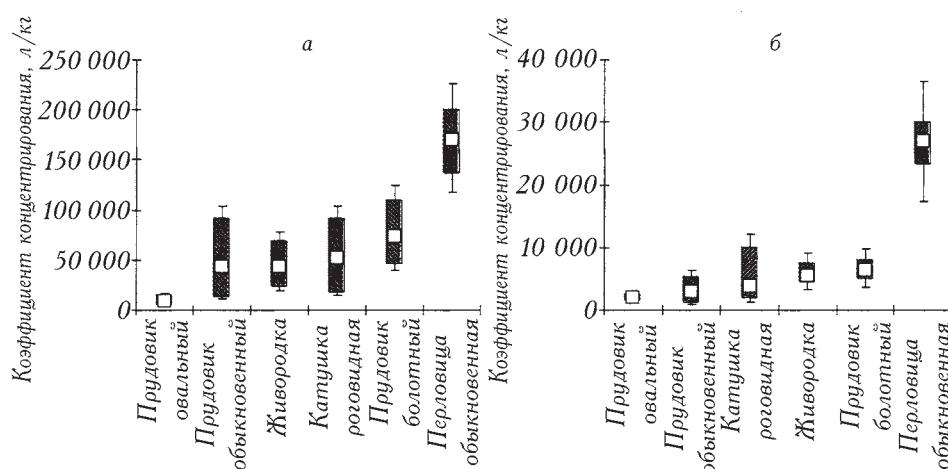 а
Коэффициент концентрирования, л/кг
250 000
200 000
150 000
100 000
50 000
0
Прудовик
овальный
Прудовик
обыкновенный
Живородка
Катушка
роговидная
Прудовик
болотный
Перловица
обыкновенная
б
Коэффициент концентрирования, л/кг
40 000
30 000
20 000
10 000
0
Прудовик
овальный
Прудовик
обыкновенный
Катушка
роговидная
Живородка
Прудовик
болотный
Перловица
обыкновенная